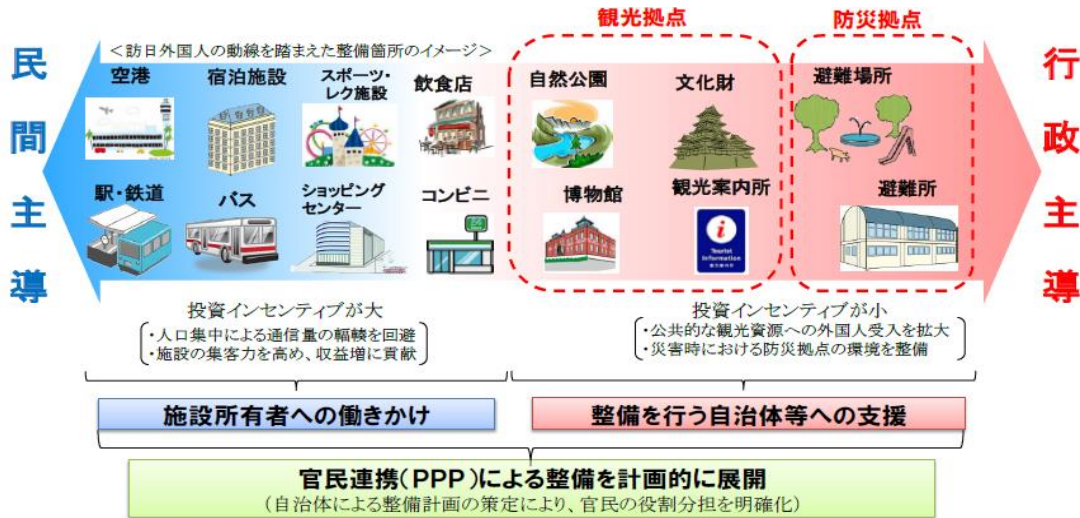 観光拠点
防災拠点
民間主導
行政主導
＜訪日外国人の動線を踏まえた整備箇所のイメージ＞
空港
宿泊施設
スポーツ・
レク施設
飲食店
自然公園
文化財
避難場所
駅・鉄道
バス
ショッピング
センター
コンビニ
博物館
観光案内所
避難所
i
Tourist
Information
投資インセンティブが大
・人口集中による通信量の輻輳を回避
・施設の集客力を高め、収益増に貢献
投資インセンティブが小
・公共的な観光資源への外国人受入を拡大
・災害時における防災拠点の環境を整備
施設所有者への働きかけ
整備を行う自治体等への支援
官民連携（ＰＰＰ）による整備を計画的に展開
（自治体による整備計画の策定により、官民の役割分担を明確化）